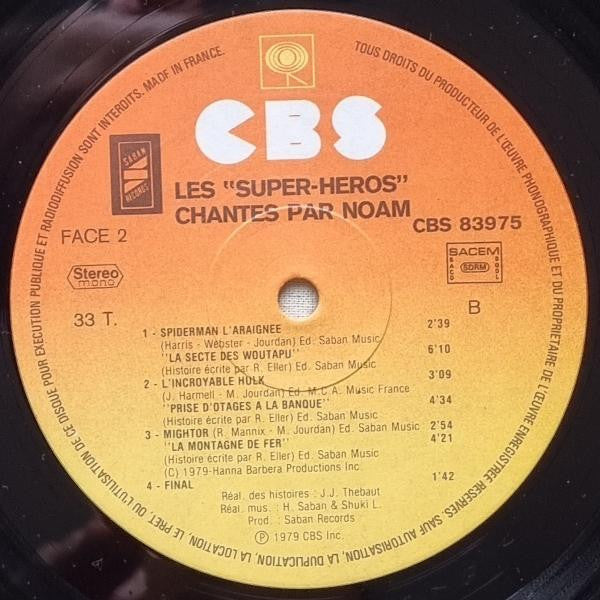 CBS
SABAN
RECORDS
LES "SUPER-HEROS"
CHANTES PAR NOAM
CBS 83975
FACE 2
Stereo
mono
33 T.
SACEM
SACD
SDRM
SGDL
B
1 - SPIDERMAN L'ARAIGNEE 2'39
(Harris - Webster - Jourdan) Ed. Saban Music
"LA SECTE DES WOUTAPU" 6'10
(Histoire écrite par R. Eller) Ed. Saban Music
2 - L'INCROYABLE HULK 3'09
(J. Harmell - M. Jourdan) Ed. M.C.A. Music France
"PRISE D'OTAGES A LA BANQUE" 4'34
(Histoire écrite par R. Eller) Ed. Saban Music
3 - MIGHTOR (R. Mannix - M. Jourdan) Ed. Saban Music 2'54
"LA MONTAGNE DE FER" 4'21
(Histoire écrite par R. Eller) Ed. Saban Music
(C) 1979-Hanna Barbera Productions Inc.
4 - FINAL 1'42
Réal. des histoires : J.J. Thebaut
Réal. mus. : H. Saban & Shuki L.
Prod. : Saban Records
℗ 1979 CBS Inc.
TOUS DROITS DU PRODUCTEUR DE L'ŒUVRE PHONOGRAPHIQUE ET DU PROPRIETAIRE DE L'ŒUVRE ENREGISTREE RESERVES. SAUF AUTORISATION, LA DUPLICATION, LA LOCATION, LE PRET, OU L'UTILISATION DE CE DISQUE POUR EXECUTION PUBLIQUE ET RADIODIFFUSION SONT INTERDITS. MADE IN FRANCE.